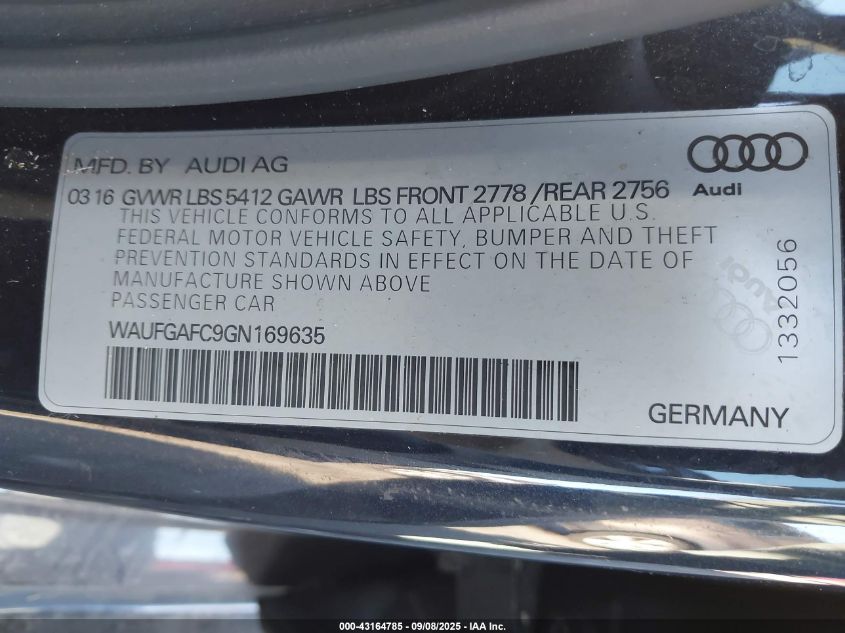 MFD. BY AUDI AG
03 16 GVWR LBS 5412 GAWR LBS FRONT 2778 /REAR 2756
Audi
THIS VEHICLE CONFORMS TO ALL APPLICABLE U.S.
FEDERAL MOTOR VEHICLE SAFETY, BUMPER AND THEFT
PREVENTION STANDARDS IN EFFECT ON THE DATE OF
MANUFACTURE SHOWN ABOVE
PASSENGER CAR
WAUFGAFC9GN169635
1332056
Audi
GERMANY
000-43164785 - 09/08/2025 - IAA Inc.